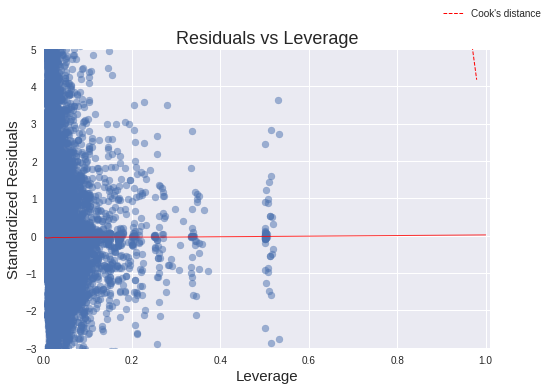 Cook's distance
Residuals vs Leverage
Standardized Residuals
5
4
3
2
1
0
−1
−2
−3
0.0 0.2 0.4 0.6 0.8 1.0
Leverage